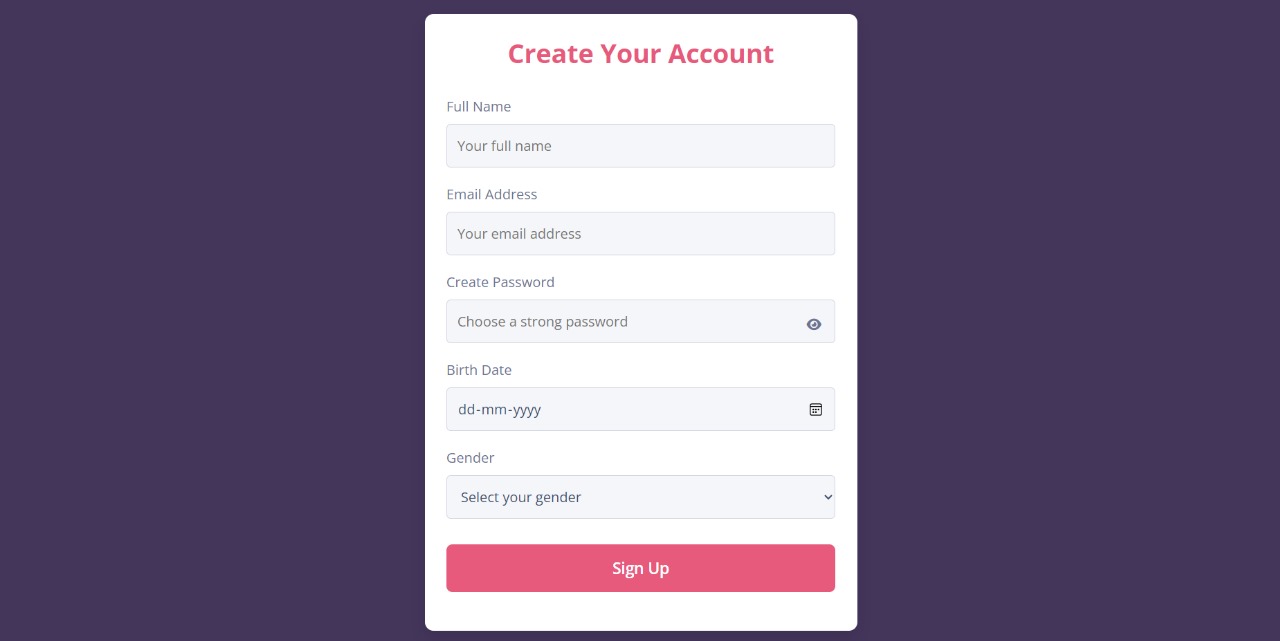 Create Your Account
Full Name
Your full name
Email Address
Your email address
Create Password
Choose a strong password
Birth Date
dd-mm-yyyy
Gender
Select your gender
Sign Up